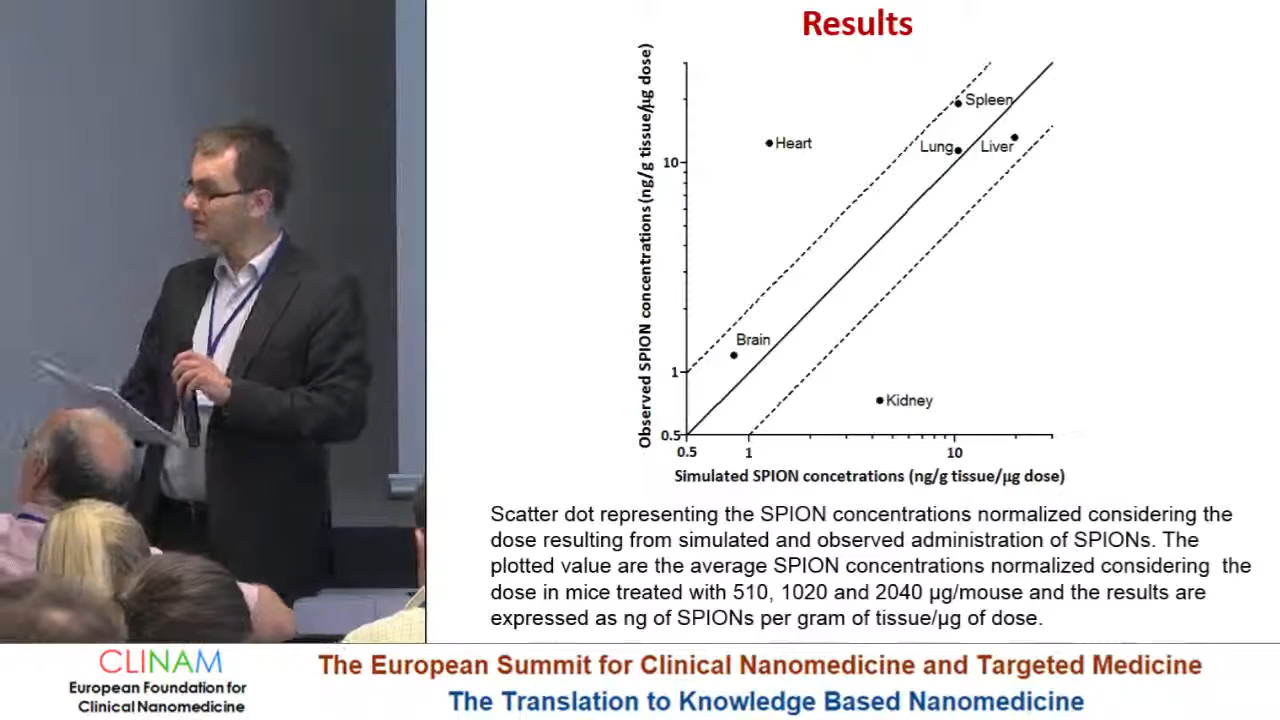 Results
Observed SPION concentrations (ng/g tissue/µg dose)
10
1
0.5
Spleen
Heart
Lung
Liver
Brain
Kidney
0.5
1
10
Simulated SPION concetrations (ng/g tissue/µg dose)
Scatter dot representing the SPION concentrations normalized considering the
dose resulting from simulated and observed administration of SPIONs. The
plotted value are the average SPION concentrations normalized considering the
dose in mice treated with 510, 1020 and 2040 µg/mouse and the results are
expressed as ng of SPIONs per gram of tissue/µg of dose.
CLINAM
European Foundation for
Clinical Nanomedicine
The European Summit for Clinical Nanomedicine and Targeted Medicine
The Translation to Knowledge Based Nanomedicine